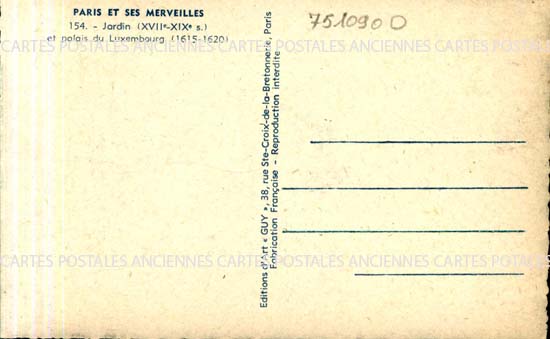 PARIS ET SES MERVEILLES
154. - Jardin (XVIIe-XIXe s.)
et palais du Luxembourg (1615-1620)
751090 D
Editions d'Art « GUY », 38, rue Ste-Croix-de-la-Bretonnerie, Paris
Fabrication Française - Reproduction interdite
CARTES POSTALES ANCIENNES CARTES POSTALES ANCIENNES CARTES POSTALES ANCIENNES
CARTES POSTALES ANCIENNES CARTES POSTALES ANCIENNES CARTES POSTALES ANCIENNES